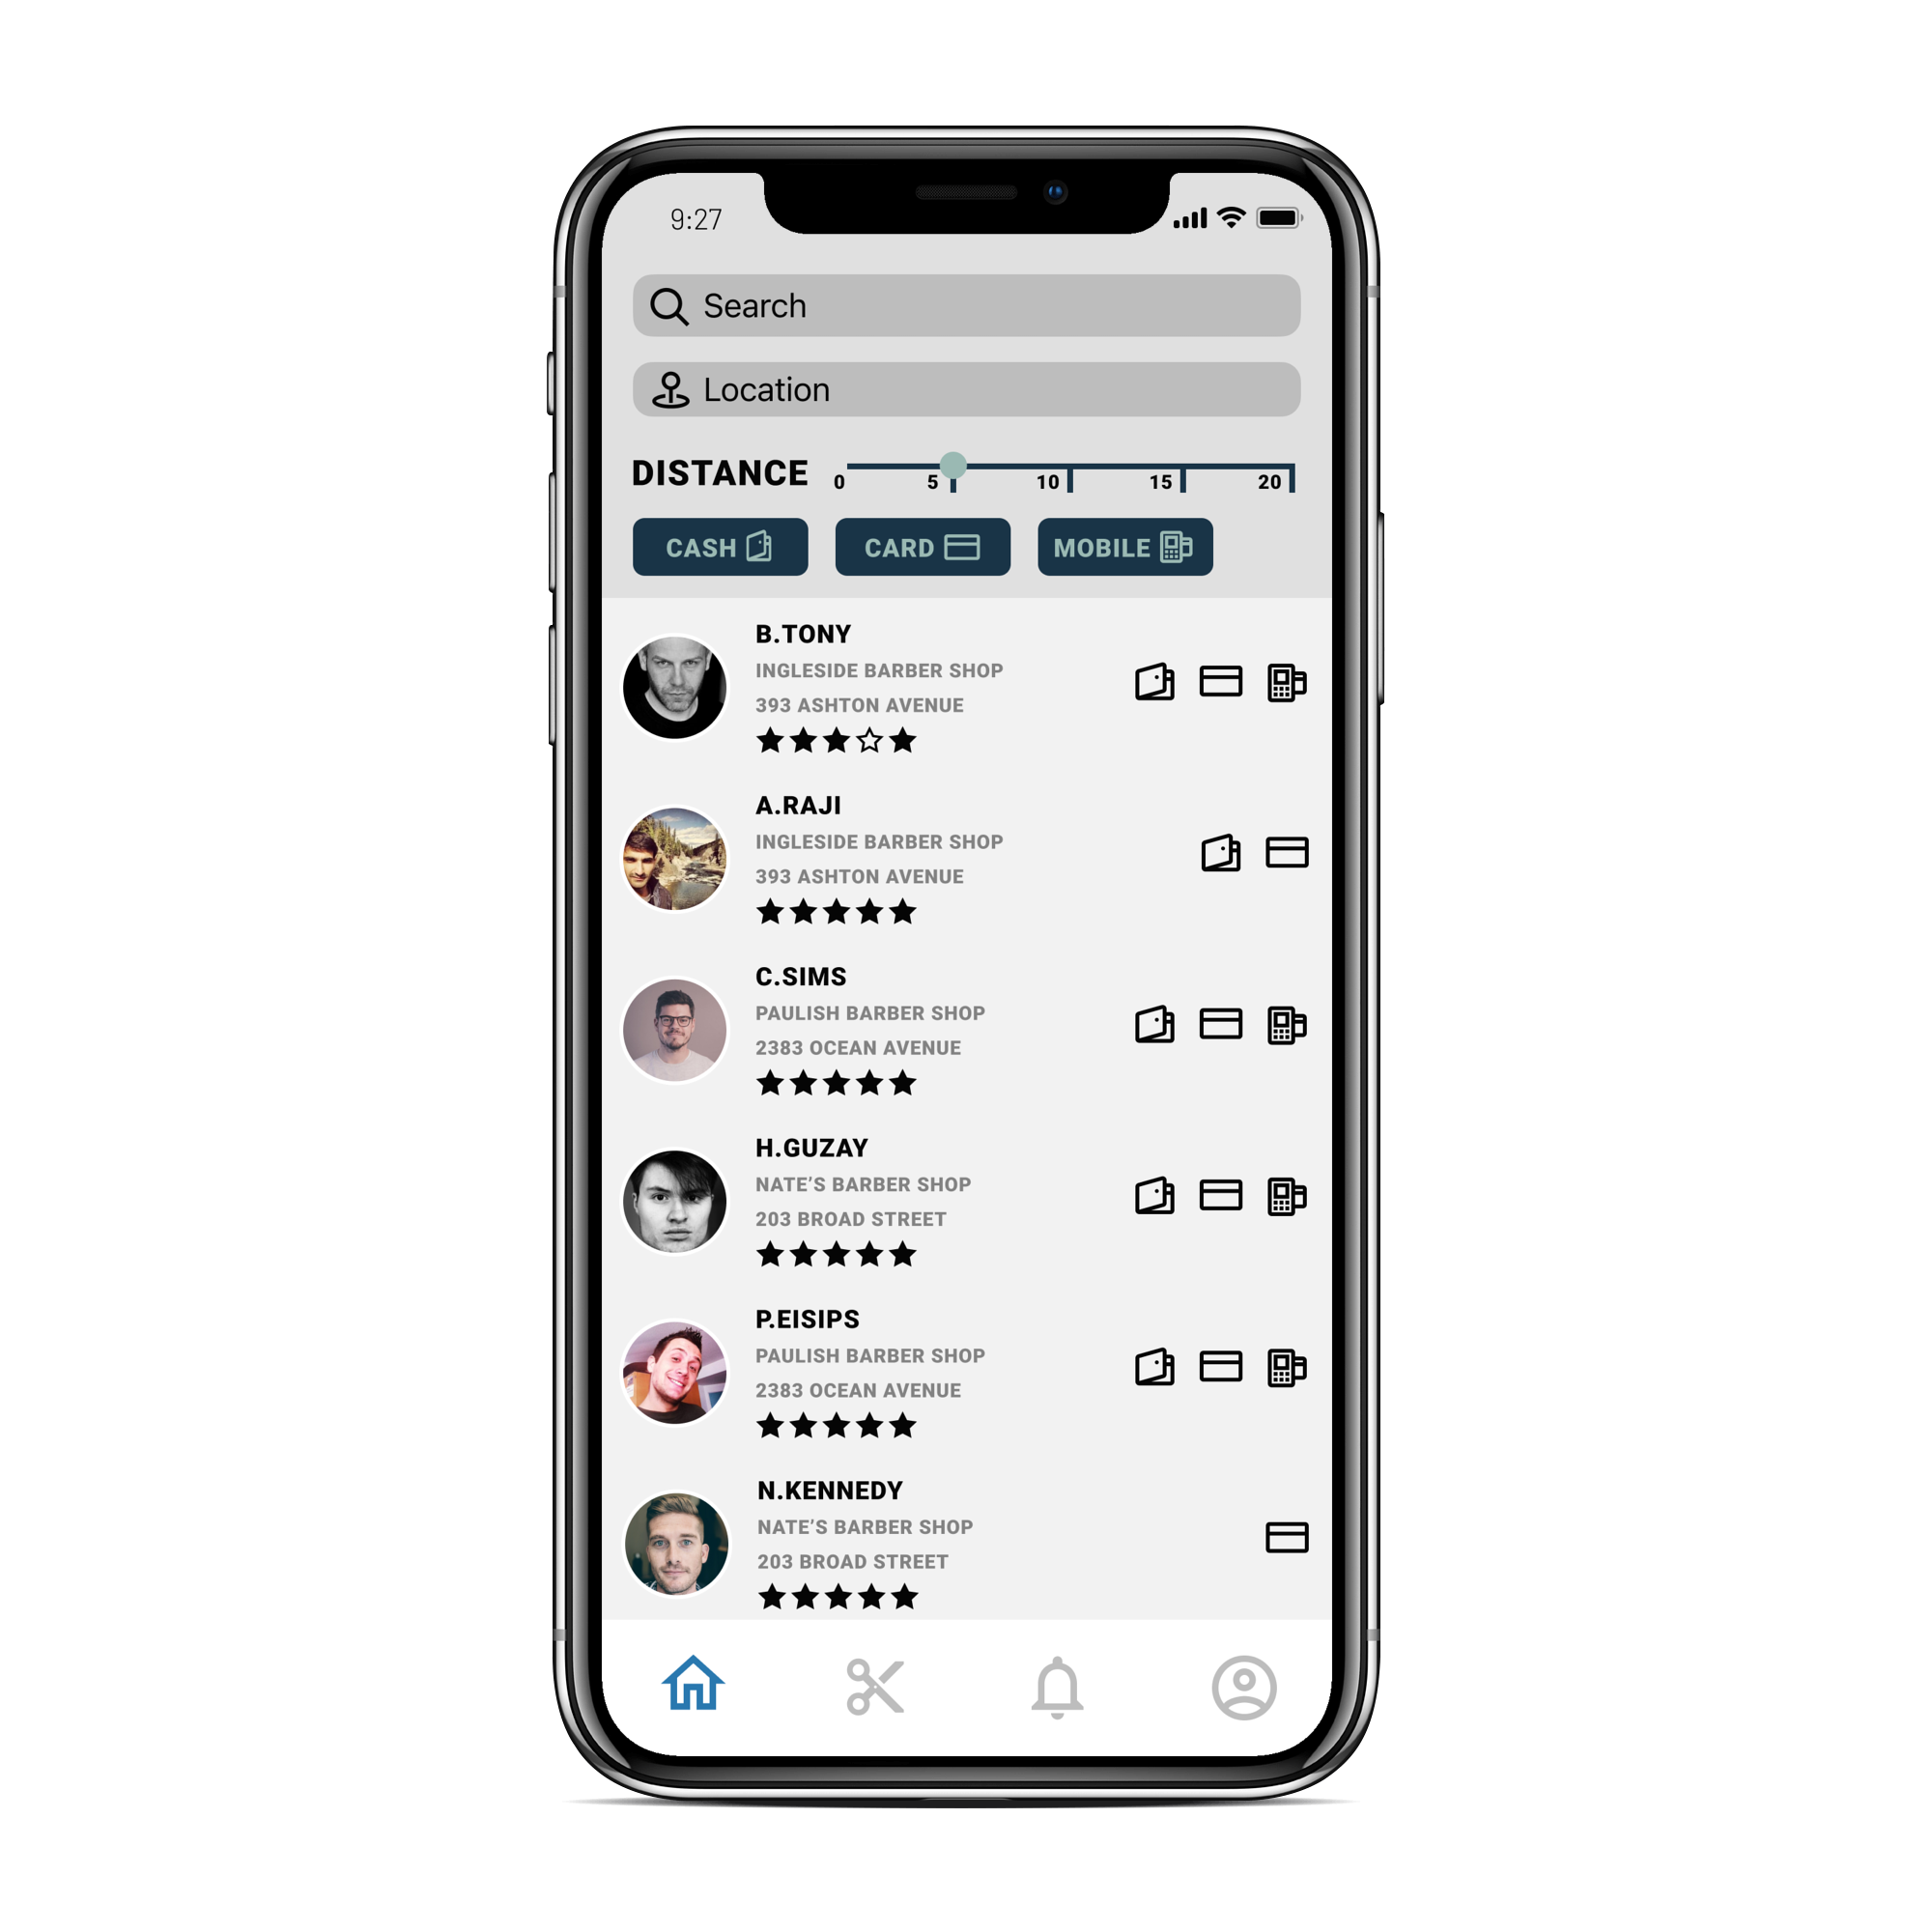 9:27
Search
Location
DISTANCE 0 5 10 15 20
CASH CARD MOBILE
B.TONY
INGLESIDE BARBER SHOP
393 ASHTON AVENUE
A.RAJI
INGLESIDE BARBER SHOP
393 ASHTON AVENUE
C.SIMS
PAULISH BARBER SHOP
2383 OCEAN AVENUE
H.GUZAY
NATE'S BARBER SHOP
203 BROAD STREET
P.EISIPS
PAULISH BARBER SHOP
2383 OCEAN AVENUE
N.KENNEDY
NATE'S BARBER SHOP
203 BROAD STREET